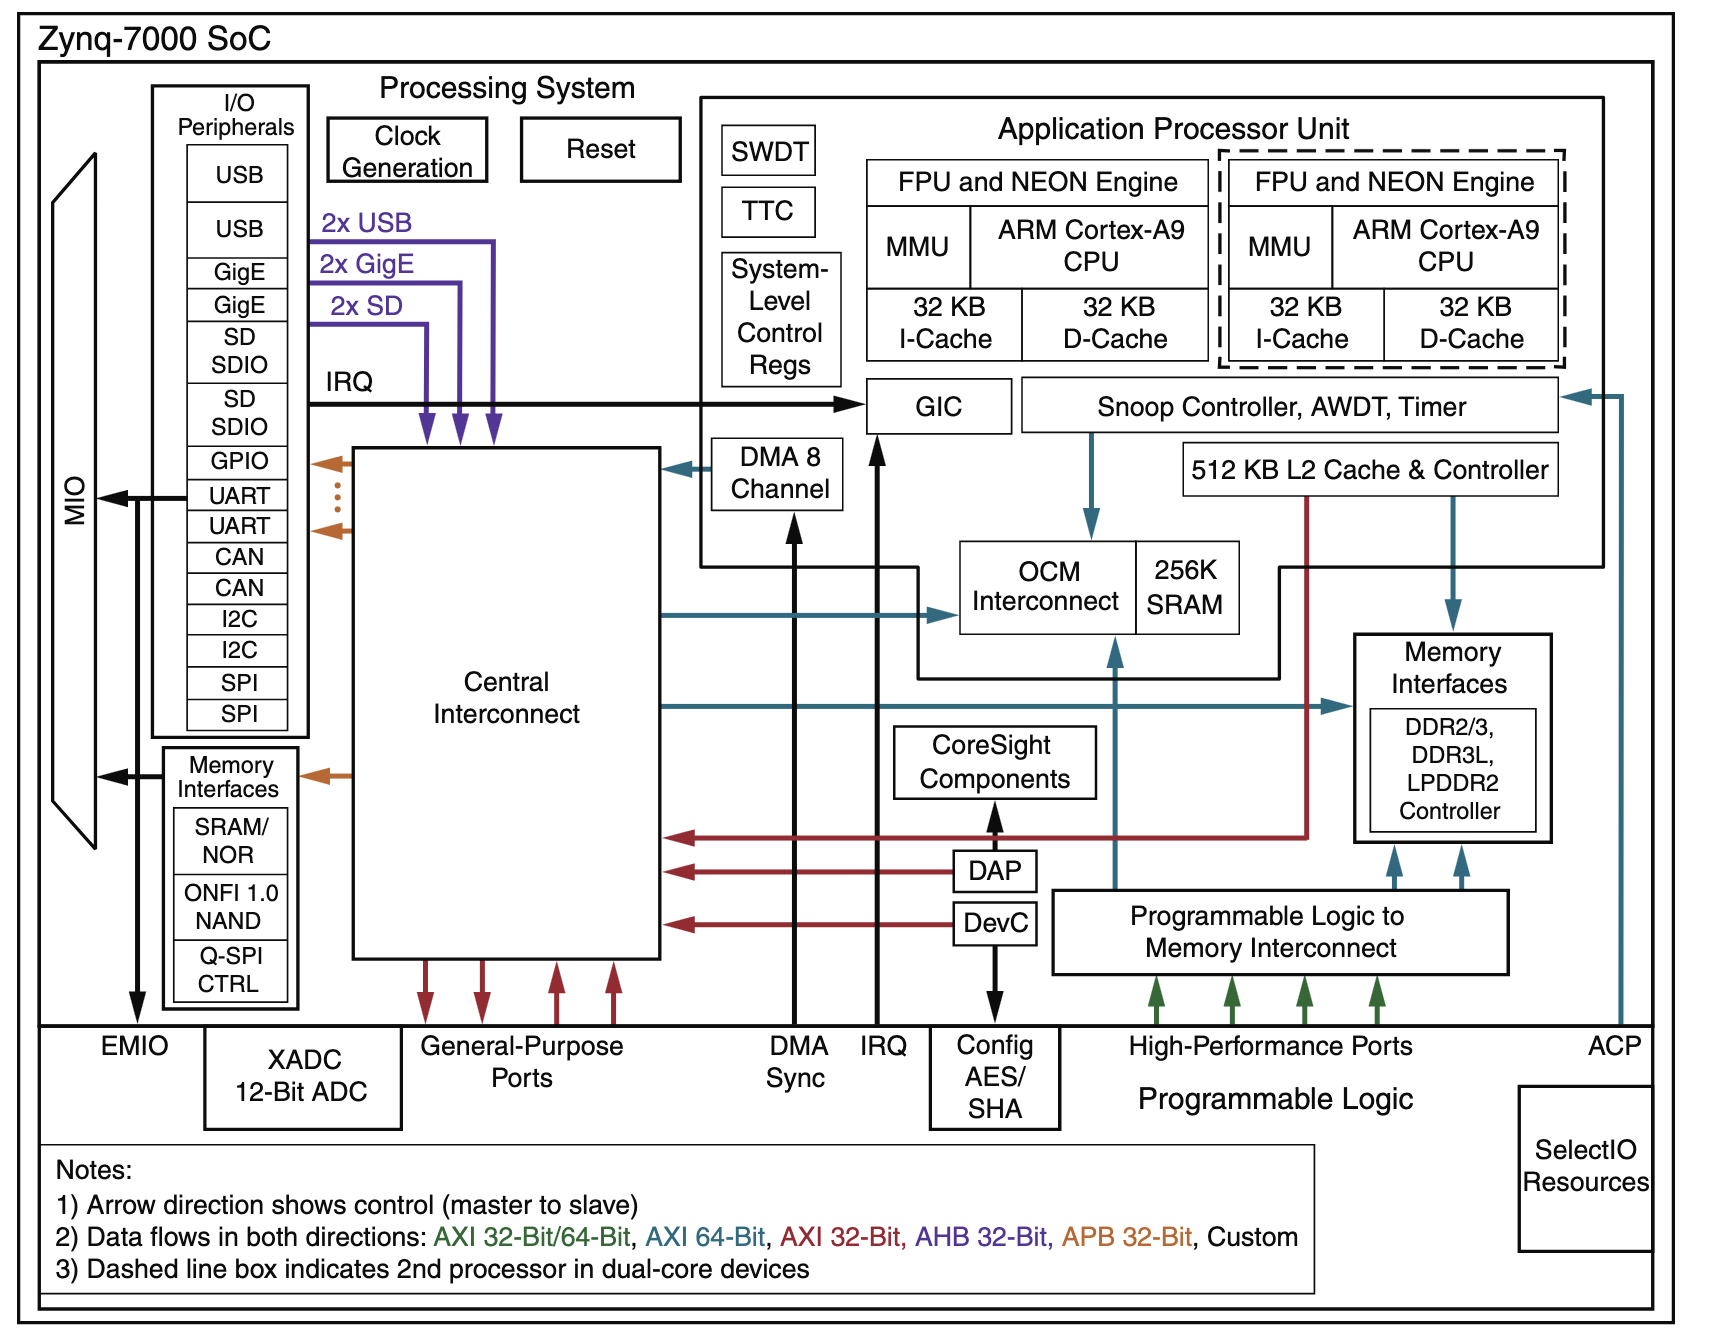 Zynq-7000 SoC
Processing System
I/O
Peripherals
USB
USB
GigE
GigE
SD
SDIO
SD
SDIO
GPIO
UART
UART
CAN
CAN
I2C
I2C
SPI
SPI
MIO
Clock
Generation
Reset
2x USB
2x GigE
2x SD
IRQ
Application Processor Unit
SWDT
TTC
System-
Level
Control
Regs
FPU and NEON Engine
MMU
ARM Cortex-A9
CPU
32 KB
I-Cache
32 KB
D-Cache
FPU and NEON Engine
MMU
ARM Cortex-A9
CPU
32 KB
I-Cache
32 KB
D-Cache
GIC
Snoop Controller, AWDT, Timer
DMA 8
Channel
512 KB L2 Cache & Controller
OCM
Interconnect
256K
SRAM
Central
Interconnect
Memory
Interfaces
DDR2/3,
DDR3L,
LPDDR2
Controller
CoreSight
Components
DAP
DevC
Programmable Logic to
Memory Interconnect
Memory
Interfaces
SRAM/
NOR
ONFI 1.0
NAND
Q-SPI
CTRL
EMIO
XADC
12-Bit ADC
General-Purpose
Ports
DMA
Sync
IRQ
Config
AES/
SHA
High-Performance Ports
ACP
Programmable Logic
SelectIO
Resources
Notes:
1) Arrow direction shows control (master to slave)
2) Data flows in both directions: AXI 32-Bit/64-Bit, AXI 64-Bit, AXI 32-Bit, AHB 32-Bit, APB 32-Bit, Custom
3) Dashed line box indicates 2nd processor in dual-core devices